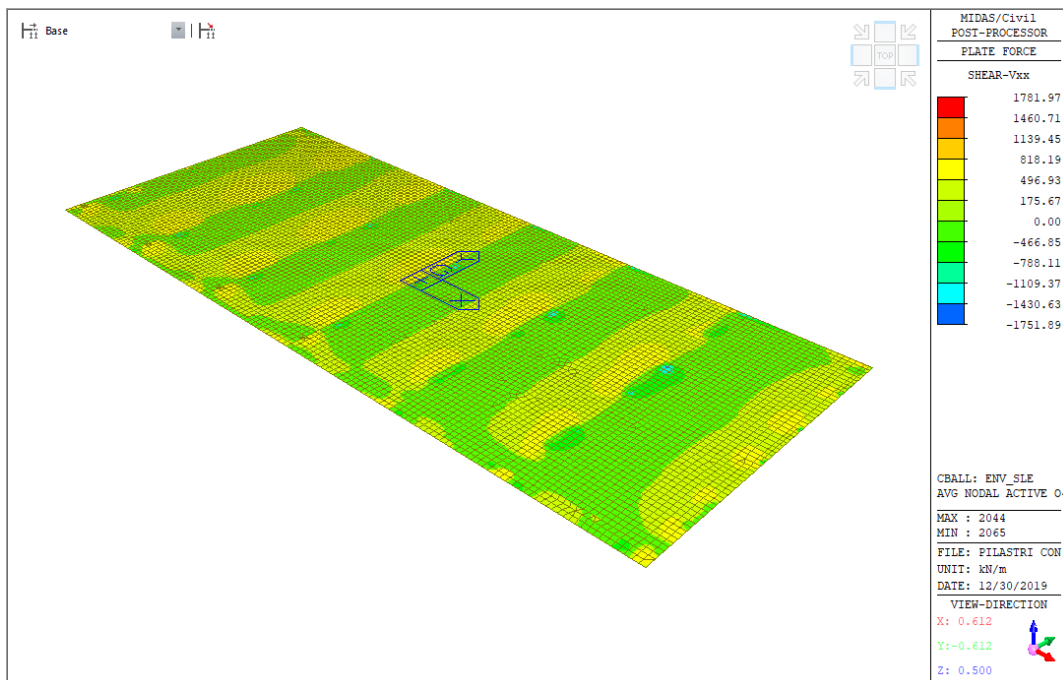 Base
TOP
MIDAS/Civil
POST-PROCESSOR
PLATE FORCE
SHEAR-Vxx
1781.97
1460.71
1139.45
818.19
496.93
175.67
0.00
-466.85
-788.11
-1109.37
-1430.63
-1751.89
CBALL: ENV_SLE
AVG NODAL ACTIVE O
MAX : 2044
MIN : 2065
FILE: PILASTRI CON
UNIT: kN/m
DATE: 12/30/2019
VIEW-DIRECTION
X: 0.612
Y:-0.612
Z: 0.500